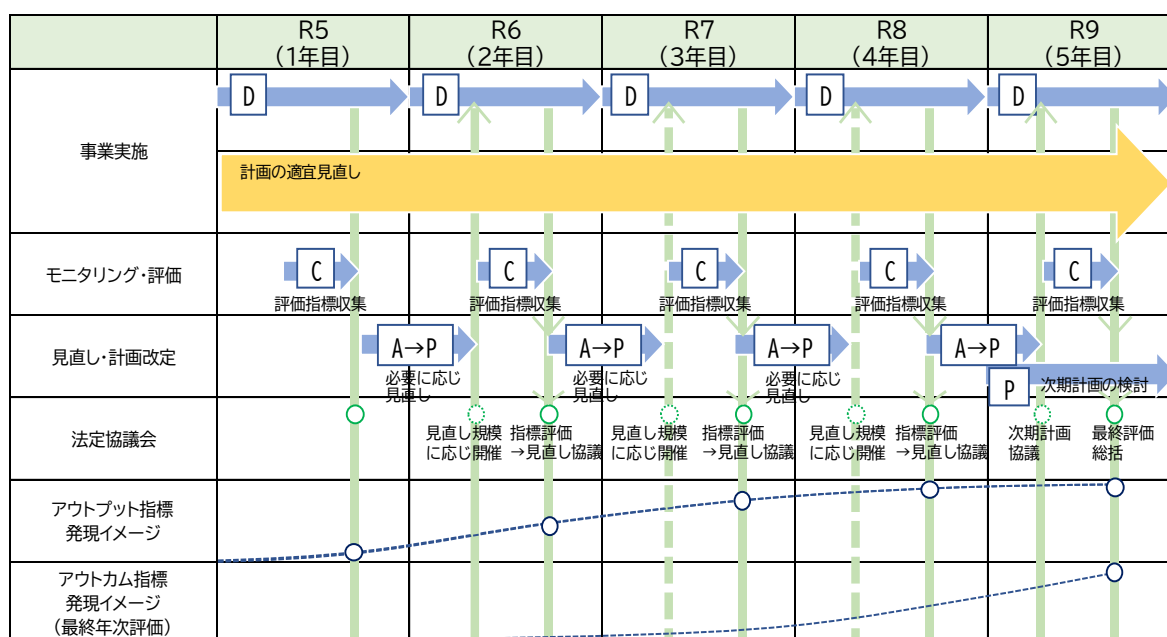 R5
(1年目)
R6
(2年目)
R7
(3年目)
R8
(4年目)
R9
(5年目)
事業実施
D
D
D
D
D
計画の適宜見直し
モニタリング・評価
C
C
C
C
C
評価指標収集
評価指標収集
評価指標収集
評価指標収集
評価指標収集
見直し・計画改定
A→P
A→P
A→P
A→P
必要に応じ
見直し
必要に応じ
見直し
必要に応じ
見直し
P
次期計画の検討
法定協議会
見直し規模
に応じ開催
指標評価
→見直し協議
見直し規模
に応じ開催
指標評価
→見直し協議
見直し規模
に応じ開催
指標評価
→見直し協議
次期計画
協議
最終評価
総括
アウトプット指標
発現イメージ
アウトカム指標
発現イメージ
(最終年次評価)